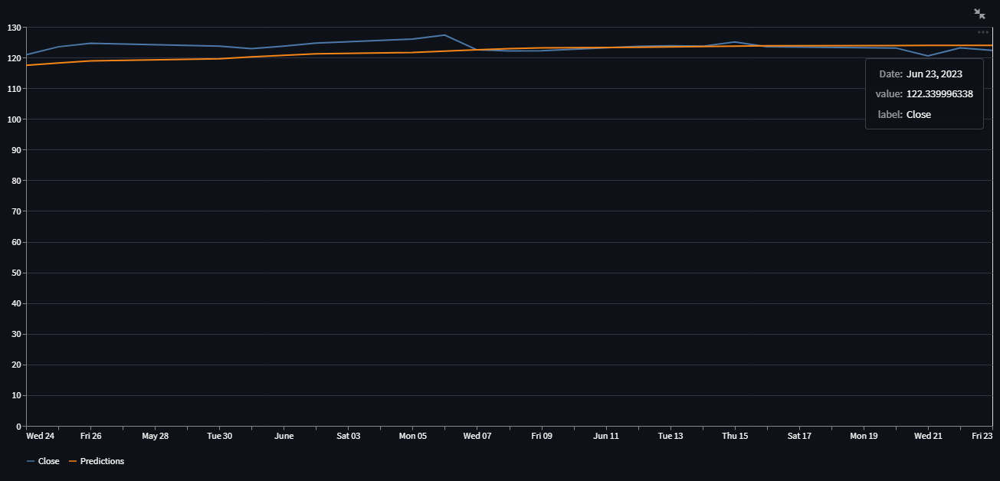 130
120
110
100
90
80
70
60
50
40
30
20
10
0
Date: Jun 23, 2023
value: 122.339996338
label: Close
Wed 24 Fri 26 May 28 Tue 30 June Sat 03 Mon 05 Wed 07 Fri 09 Jun 11 Tue 13 Thu 15 Sat 17 Mon 19 Wed 21 Fri 23
Close Predictions